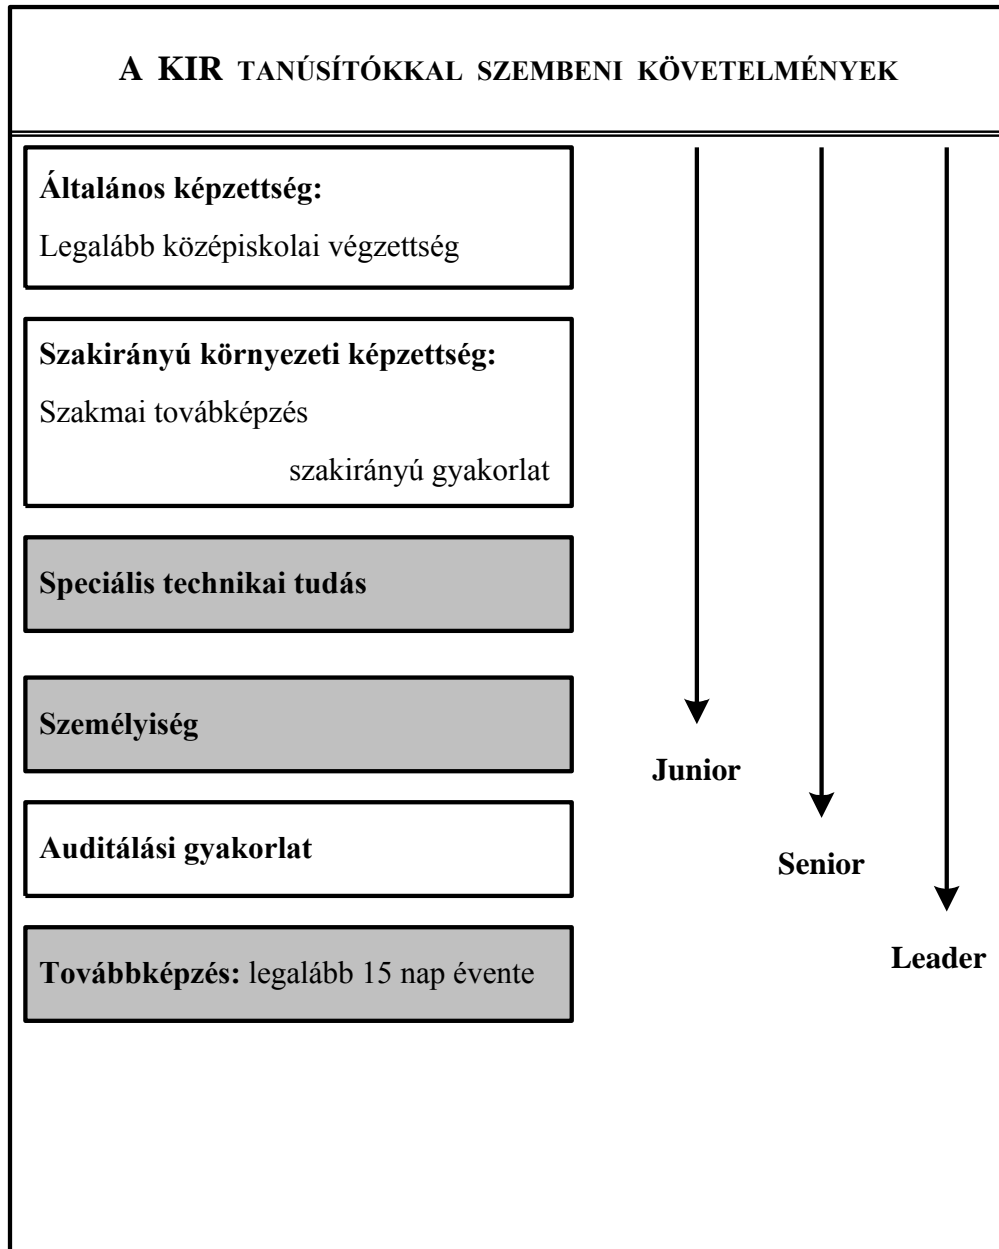 A KIR TANÚSÍTÓKKAL SZEMBENI KÖVETELMÉNYEK
Általános képzettség:
Legalább középiskolai végzettség
Szakirányú környezeti képzettség:
Szakmai továbképzés
szakirányú gyakorlat
Speciális technikai tudás
Személyiség
Junior
Auditálási gyakorlat
Senior
Továbbképzés: legalább 15 nap évente
Leader